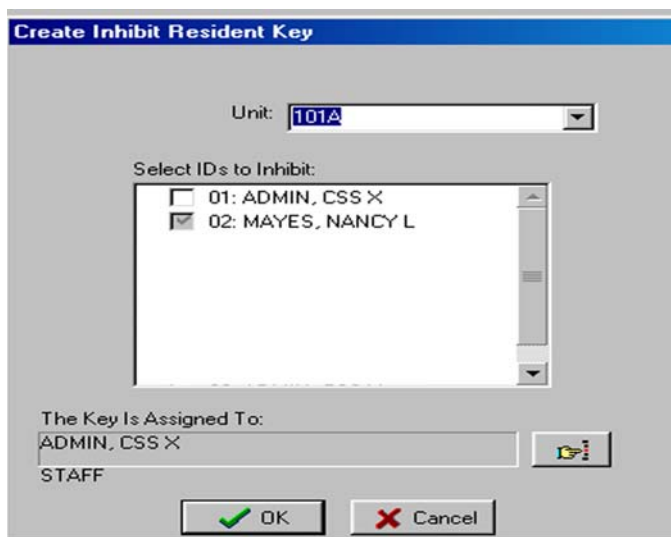 Create Inhibit Resident Key
Unit: 101A
Select IDs to Inhibit:
01: ADMIN, CSS X
02: MAYES, NANCY L
The Key Is Assigned To:
ADMIN, CSS X
STAFF
OK Cancel